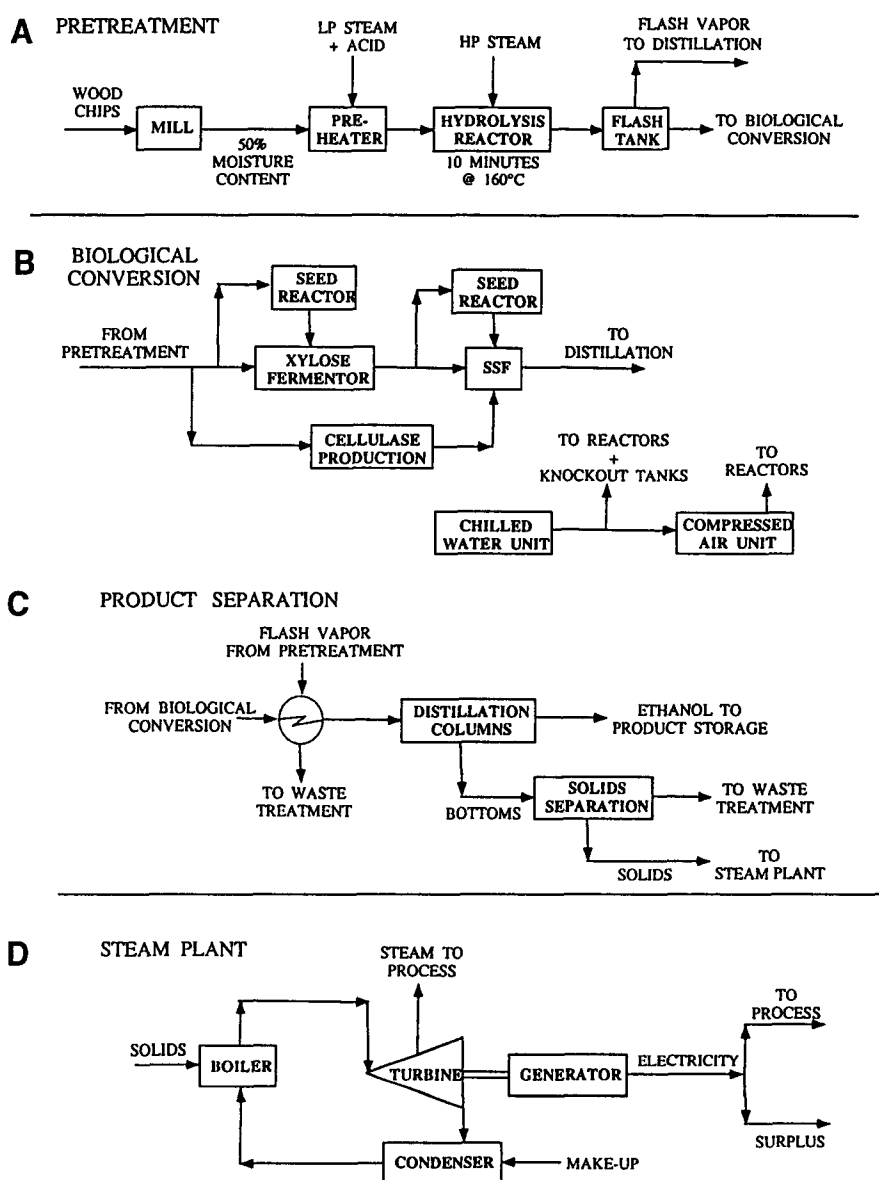 A PRETREATMENT
LP STEAM
+ ACID
HP STEAM
FLASH VAPOR
TO DISTILLATION
WOOD
CHIPS
MILL
50%
MOISTURE
CONTENT
PRE-
HEATER
HYDROLYSIS
REACTOR
10 MINUTES
@ 160°C
FLASH
TANK
TO BIOLOGICAL
CONVERSION
B BIOLOGICAL
CONVERSION
SEED
REACTOR
SEED
REACTOR
FROM
PRETREATMENT
XYLOSE
FERMENTOR
SSF
TO
DISTILLATION
CELLULASE
PRODUCTION
TO REACTORS
+
KNOCKOUT TANKS
TO
REACTORS
CHILLED
WATER UNIT
COMPRESSED
AIR UNIT
C PRODUCT SEPARATION
FLASH VAPOR
FROM PRETREATMENT
FROM BIOLOGICAL
CONVERSION
DISTILLATION
COLUMNS
ETHANOL TO
PRODUCT STORAGE
TO WASTE
TREATMENT
BOTTOMS
SOLIDS
SEPARATION
TO WASTE
TREATMENT
SOLIDS
TO
STEAM PLANT
D STEAM PLANT
STEAM TO
PROCESS
SOLIDS
BOILER
TURBINE
GENERATOR
ELECTRICITY
TO
PROCESS
SURPLUS
CONDENSER
MAKE-UP